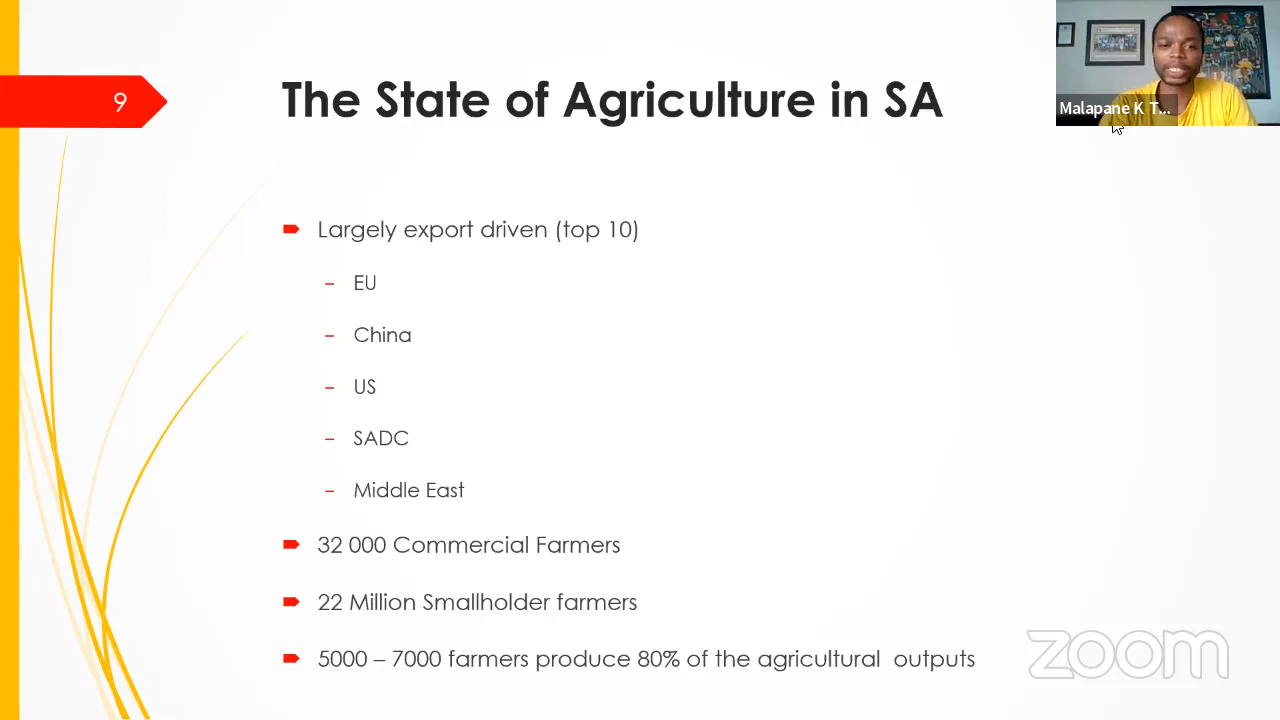 9
The State of Agriculture in SA
Malapane K T...
Largely export driven (top 10)
– EU
– China
– US
– SADC
– Middle East
32 000 Commercial Farmers
22 Million Smallholder farmers
5000 – 7000 farmers produce 80% of the agricultural outputs
zoom